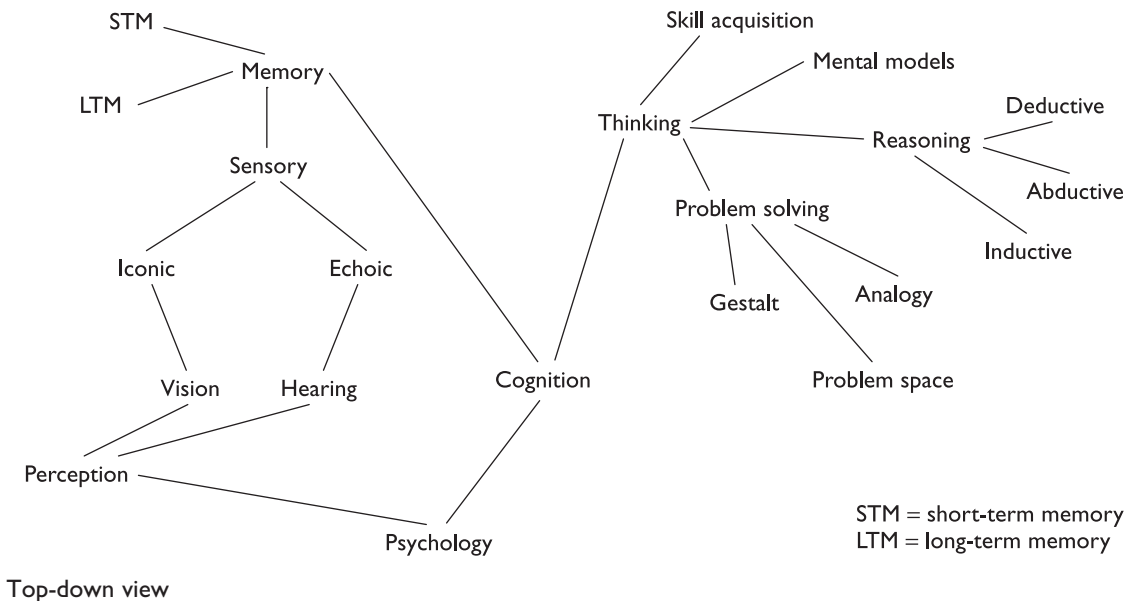 STM
Skill acquisition
Memory
Mental models
LTM
Deductive
Thinking
Reasoning
Sensory
Abductive
Problem solving
Inductive
Iconic
Echoic
Analogy
Gestalt
Vision
Hearing
Cognition
Problem space
Perception
STM = short-term memory
LTM = long-term memory
Psychology
Top-down view